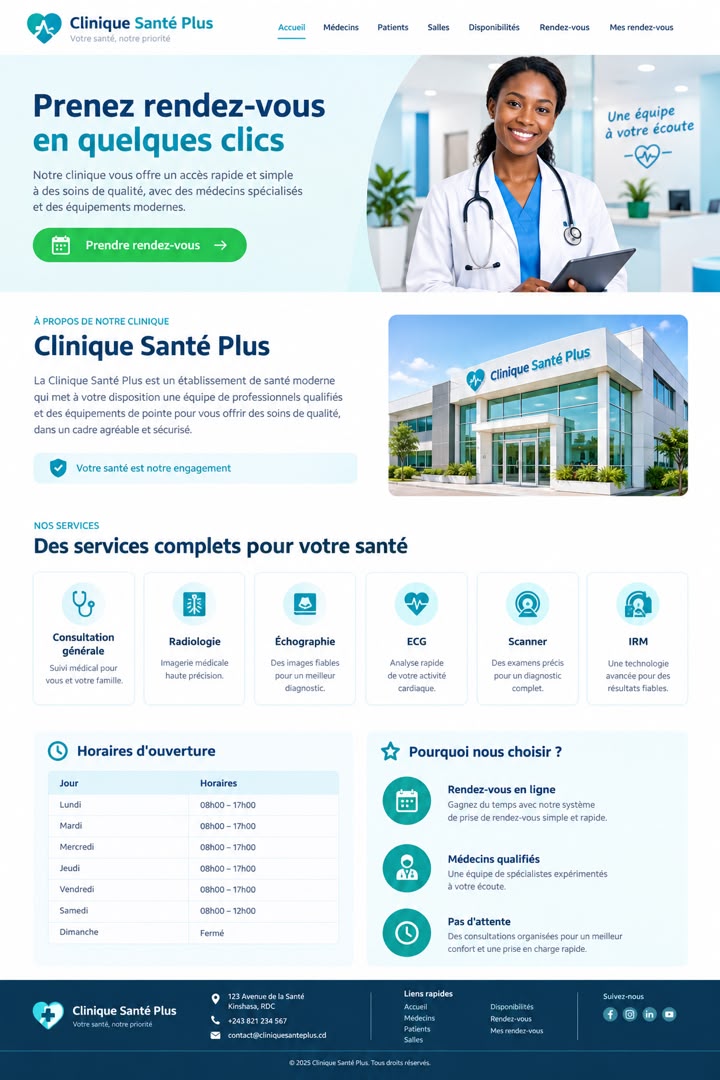 Clinique Santé Plus
Votre santé, notre priorité
Accueil
Médecins
Patients
Salles
Disponibilités
Rendez-vous
Mes rendez-vous
Prenez rendez-vous
en quelques clics
Notre clinique vous offre un accès rapide et simple
à des soins de qualité, avec des médecins spécialisés
et des équipements modernes.
Prendre rendez-vous
Une équipe
à votre écoute
À PROPOS DE NOTRE CLINIQUE
Clinique Santé Plus
La Clinique Santé Plus est un établissement de santé moderne
qui met à votre disposition une équipe de professionnels qualifiés
et des équipements de pointe pour vous offrir des soins de qualité,
dans un cadre agréable et sécurisé.
Votre santé est notre engagement
Clinique Santé Plus
NOS SERVICES
Des services complets pour votre santé
Consultation
générale
Suivi médical pour
vous et votre famille.
Radiologie
Imagerie médicale
haute précision.
Échographie
Des images fiables
pour un meilleur
diagnostic.
ECG
Analyse rapide
de votre activité
cardiaque.
Scanner
Des examens précis
pour un diagnostic
complet.
IRM
Une technologie
avancée pour des
résultats fiables.
Horaires d'ouverture
Jour Horaires
Lundi 08h00 – 17h00
Mardi 08h00 – 17h00
Mercredi 08h00 – 17h00
Jeudi 08h00 – 17h00
Vendredi 08h00 – 17h00
Samedi 08h00 – 12h00
Dimanche Fermé
Pourquoi nous choisir ?
Rendez-vous en ligne
Gagnez du temps avec notre système
de prise de rendez-vous simple et rapide.
Médecins qualifiés
Une équipe de spécialistes expérimentés
à votre écoute.
Pas d'attente
Des consultations organisées pour un meilleur
confort et une prise en charge rapide.
Clinique Santé Plus
Votre santé, notre priorité
123 Avenue de la Santé
Kinshasa, RDC
+243 821 234 567
contact@cliniquesanteplus.cd
Liens rapides
Accueil
Médecins
Patients
Salles
Disponibilités
Rendez-vous
Mes rendez-vous
Suivez-nous
© 2025 Clinique Santé Plus. Tous droits réservés.